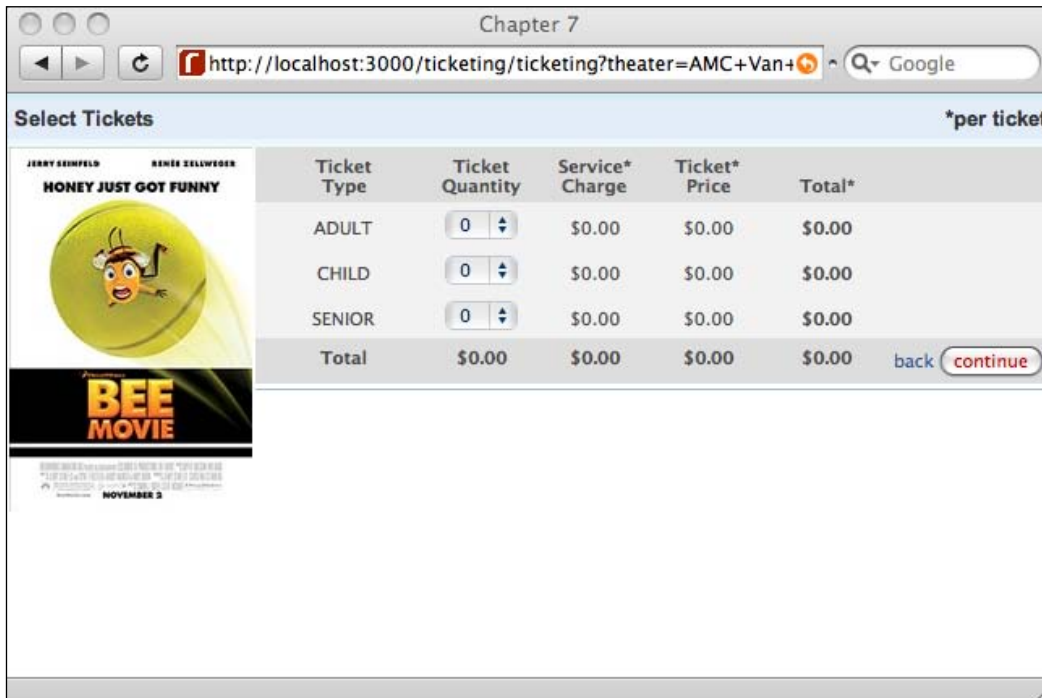 Chapter 7
http://localhost:3000/ticketing/ticketing?theater=AMC+Van+
Google
Select Tickets
*per ticket
JERRY SEINFELD RENÉE ZELLWEGER
HONEY JUST GOT FUNNY
BEE
MOVIE
NOVEMBER 2
Ticket Type Ticket Quantity Service* Charge Ticket* Price Total*
ADULT 0 $0.00 $0.00 $0.00
CHILD 0 $0.00 $0.00 $0.00
SENIOR 0 $0.00 $0.00 $0.00
Total $0.00 $0.00 $0.00 $0.00 back continue